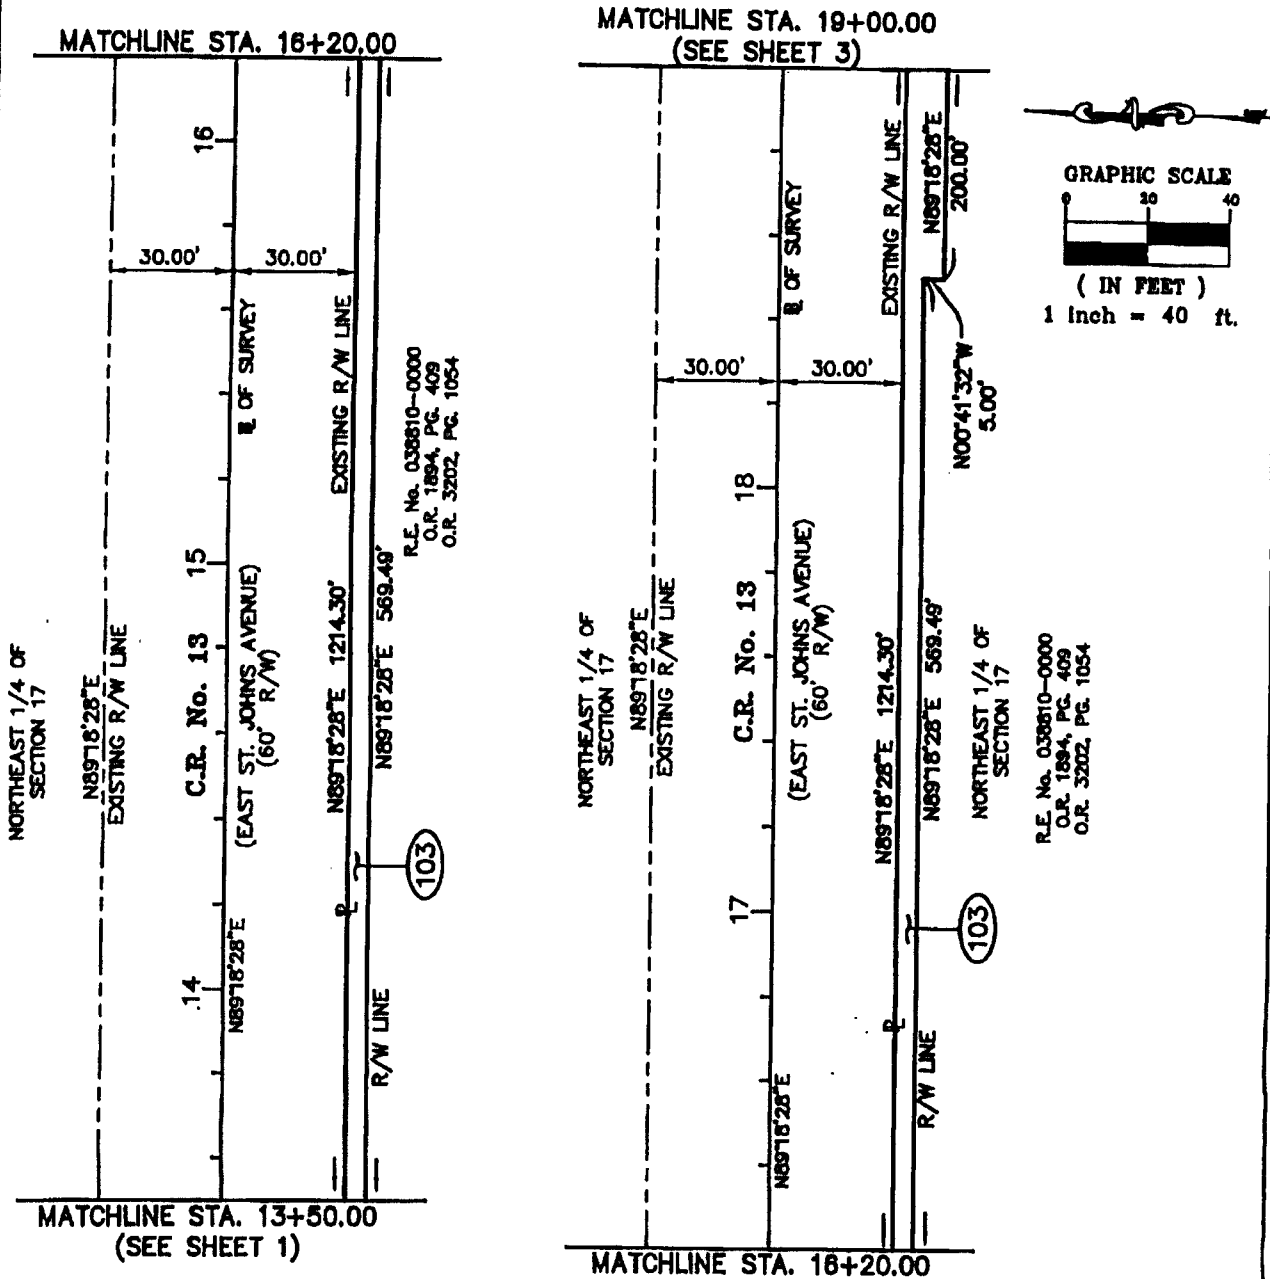 MATCHLINE STA. 16+20.00
16
30.00'
30.00'
℄ OF SURVEY
EXISTING R/W LINE
R.E. No. 038810-0000
O.R. 1894, PG. 409
O.R. 3202, PG. 1054
15
NORTHEAST 1/4 OF
SECTION 17
N89°18'28"E
EXISTING R/W LINE
C.R. No. 13
(EAST ST. JOHNS AVENUE)
(60' R/W)
N89°18'28"E 1214.30'
N89°18'28"E 569.49'
103
14
N89°18'28"E
R/W LINE
MATCHLINE STA. 13+50.00
(SEE SHEET 1)
MATCHLINE STA. 19+00.00
(SEE SHEET 3)
℄ OF SURVEY
EXISTING R/W LINE
N89°18'28"E
200.00'
30.00'
30.00'
N00°41'32"W
5.00'
18
NORTHEAST 1/4 OF
SECTION 17
N89°18'28"E
EXISTING R/W LINE
C.R. No. 13
(EAST ST. JOHNS AVENUE)
(60' R/W)
N89°18'28"E 1214.30'
N89°18'28"E 569.49'
NORTHEAST 1/4 OF
SECTION 17
R.E. No. 038810-0000
O.R. 1894, PG. 409
O.R. 3202, PG. 1054
17
103
N89°18'28"E
R/W LINE
MATCHLINE STA. 16+20.00
GRAPHIC SCALE
0 20 40
( IN FEET )
1 inch = 40 ft.